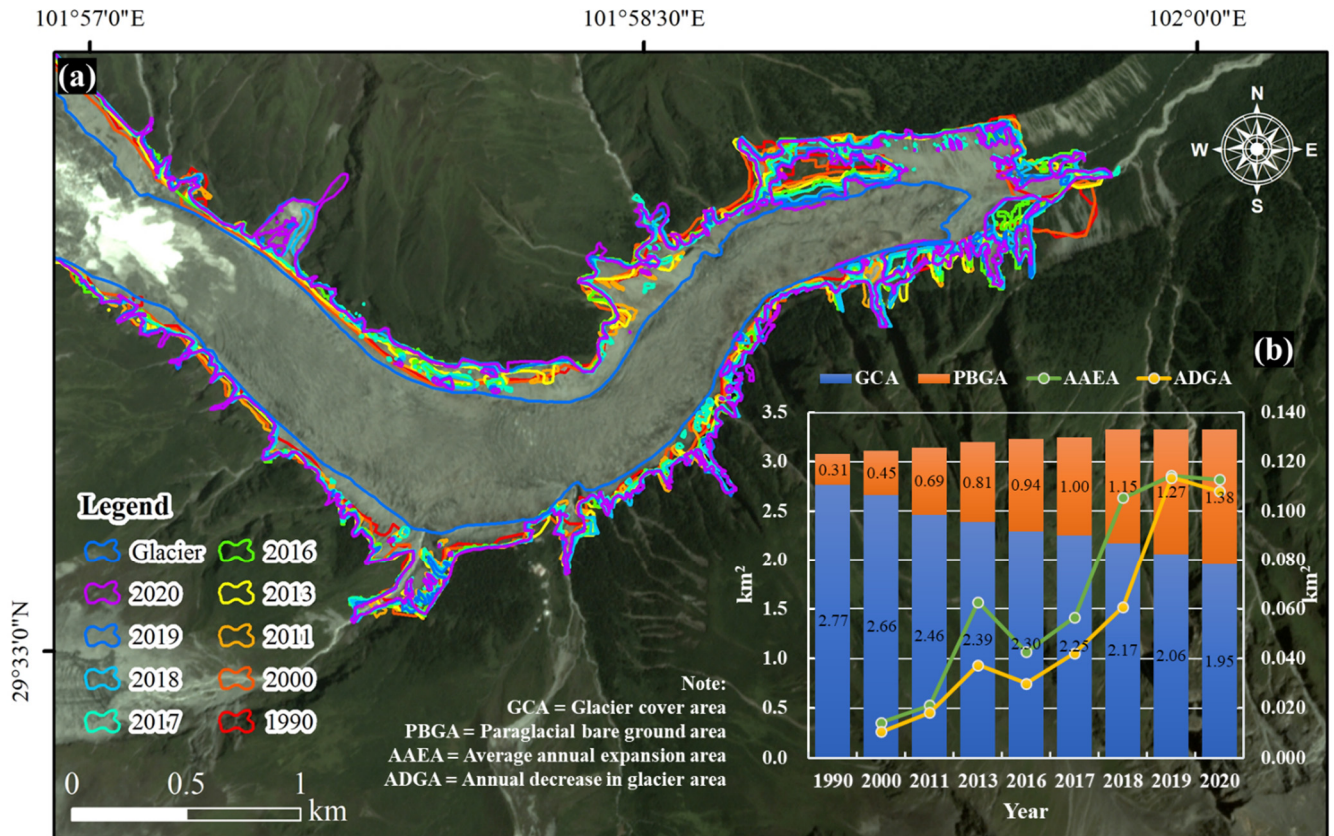 101°57'0"E
101°58'30"E
102°0'0"E
(a)
N
W E
S
29°33'0"N
Legend
Glacier
2016
2020
2013
2019
2011
2018
2000
2017
1990
0 0.5 1
km
Note:
GCA = Glacier cover area
PBGA = Paraglacial bare ground area
AAEA = Average annual expansion area
ADGA = Annual decrease in glacier area
(b)
GCA PBGA AAEA ADGA
3.5 0.140
3.0 0.120
2.5 0.100
2.0 0.080
1.5 0.060
1.0 0.040
0.5 0.020
0.0 0.000
km²
km²
0.31 0.45 0.69 0.81 0.94 1.00 1.15 1.27 1.38
2.77 2.66 2.46 2.39 2.30 2.25 2.17 2.06 1.95
1990 2000 2011 2013 2016 2017 2018 2019 2020
Year